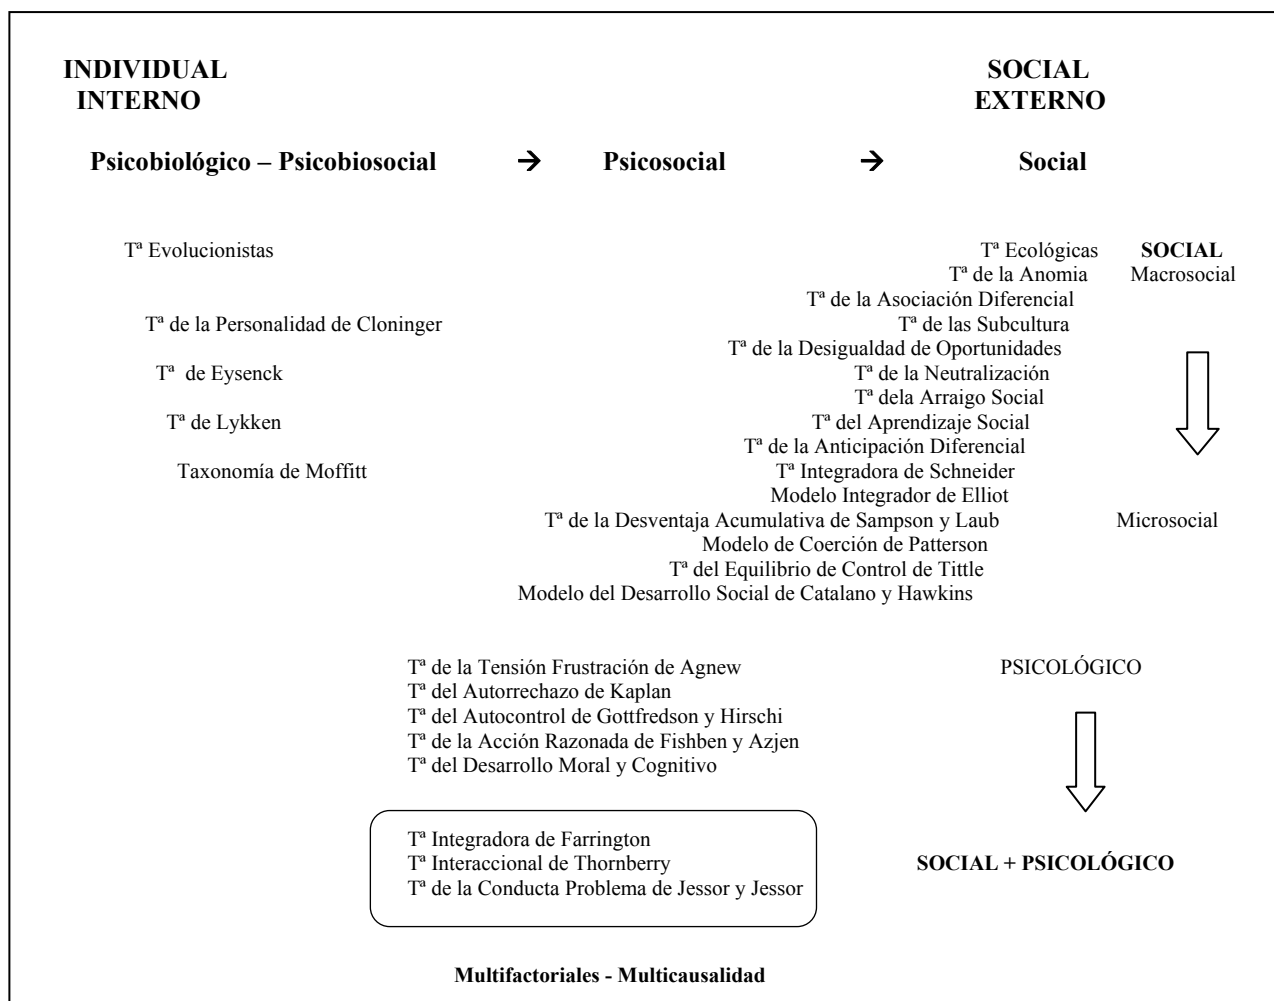 INDIVIDUAL SOCIAL
INTERNO EXTERNO
Psicobiológico – Psicobiosocial → Psicosocial → Social
Tª Evolucionistas Tª Ecológicas SOCIAL
Tª de la Anomia Macrosocial
Tª de la Asociación Diferencial
Tª de la Personalidad de Cloninger Tª de las Subcultura
Tª de la Desigualdad de Oportunidades
Tª de Eysenck Tª de la Neutralización
Tª dela Arraigo Social
Tª de Lykken Tª del Aprendizaje Social
Tª de la Anticipación Diferencial
Taxonomía de Moffitt Tª Integradora de Schneider
Modelo Integrador de Elliot
Tª de la Desventaja Acumulativa de Sampson y Laub Microsocial
Modelo de Coerción de Patterson
Tª del Equilibrio de Control de Tittle
Modelo del Desarrollo Social de Catalano y Hawkins
Tª de la Tensión Frustración de Agnew PSICOLÓGICO
Tª del Autorrechazo de Kaplan
Tª del Autocontrol de Gottfredson y Hirschi
Tª de la Acción Razonada de Fishben y Azjen
Tª del Desarrollo Moral y Cognitivo
Tª Integradora de Farrington
Tª Interaccional de Thornberry SOCIAL + PSICOLÓGICO
Tª de la Conducta Problema de Jessor y Jessor
Multifactoriales - Multicausalidad